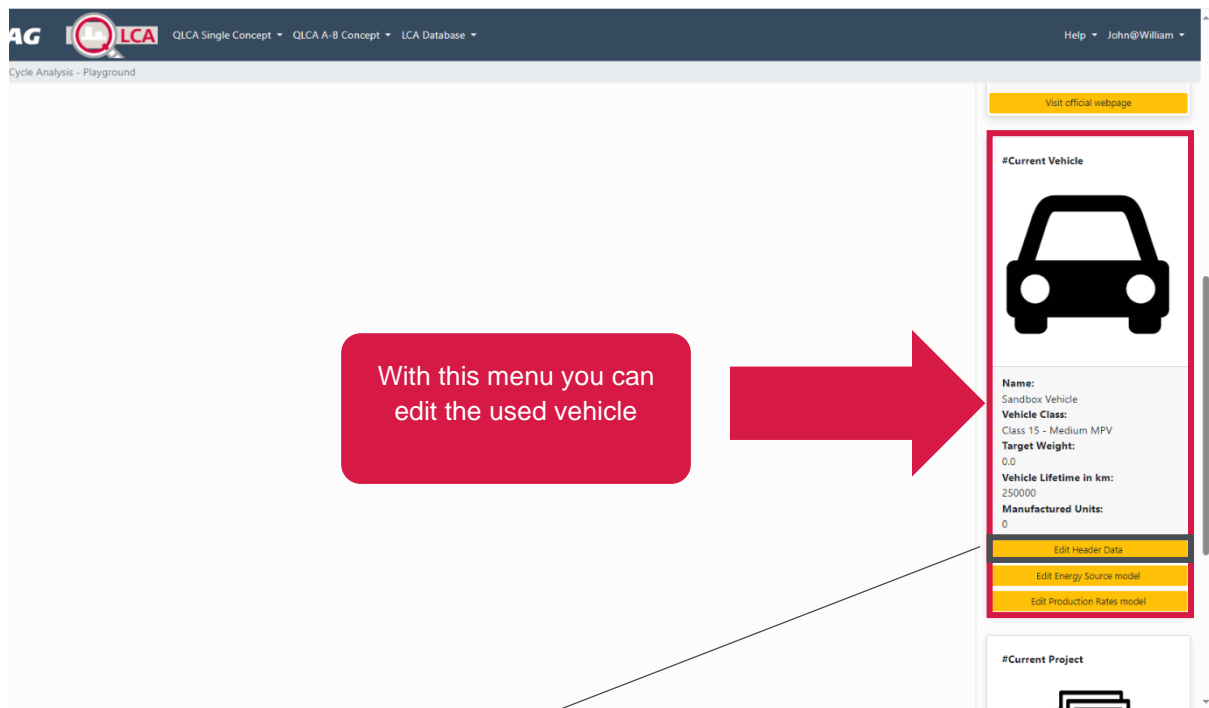 AG LCA QLCA Single Concept QLCA A-B Concept LCA Database Help John@William
Cycle Analysis - Playground
Visit official webpage
#Current Vehicle
With this menu you can
edit the used vehicle
Name:
Sandbox Vehicle
Vehicle Class:
Class 15 - Medium MPV
Target Weight:
0.0
Vehicle Lifetime in km:
250000
Manufactured Units:
0
Edit Header Data
Edit Energy Source model
Edit Production Rates model
#Current Project